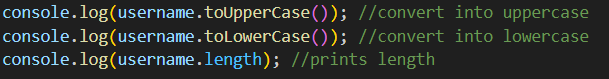 console.log(username.toUpperCase()); //convert into uppercase
console.log(username.toLowerCase()); //convert into lowercase
console.log(username.length); //prints length